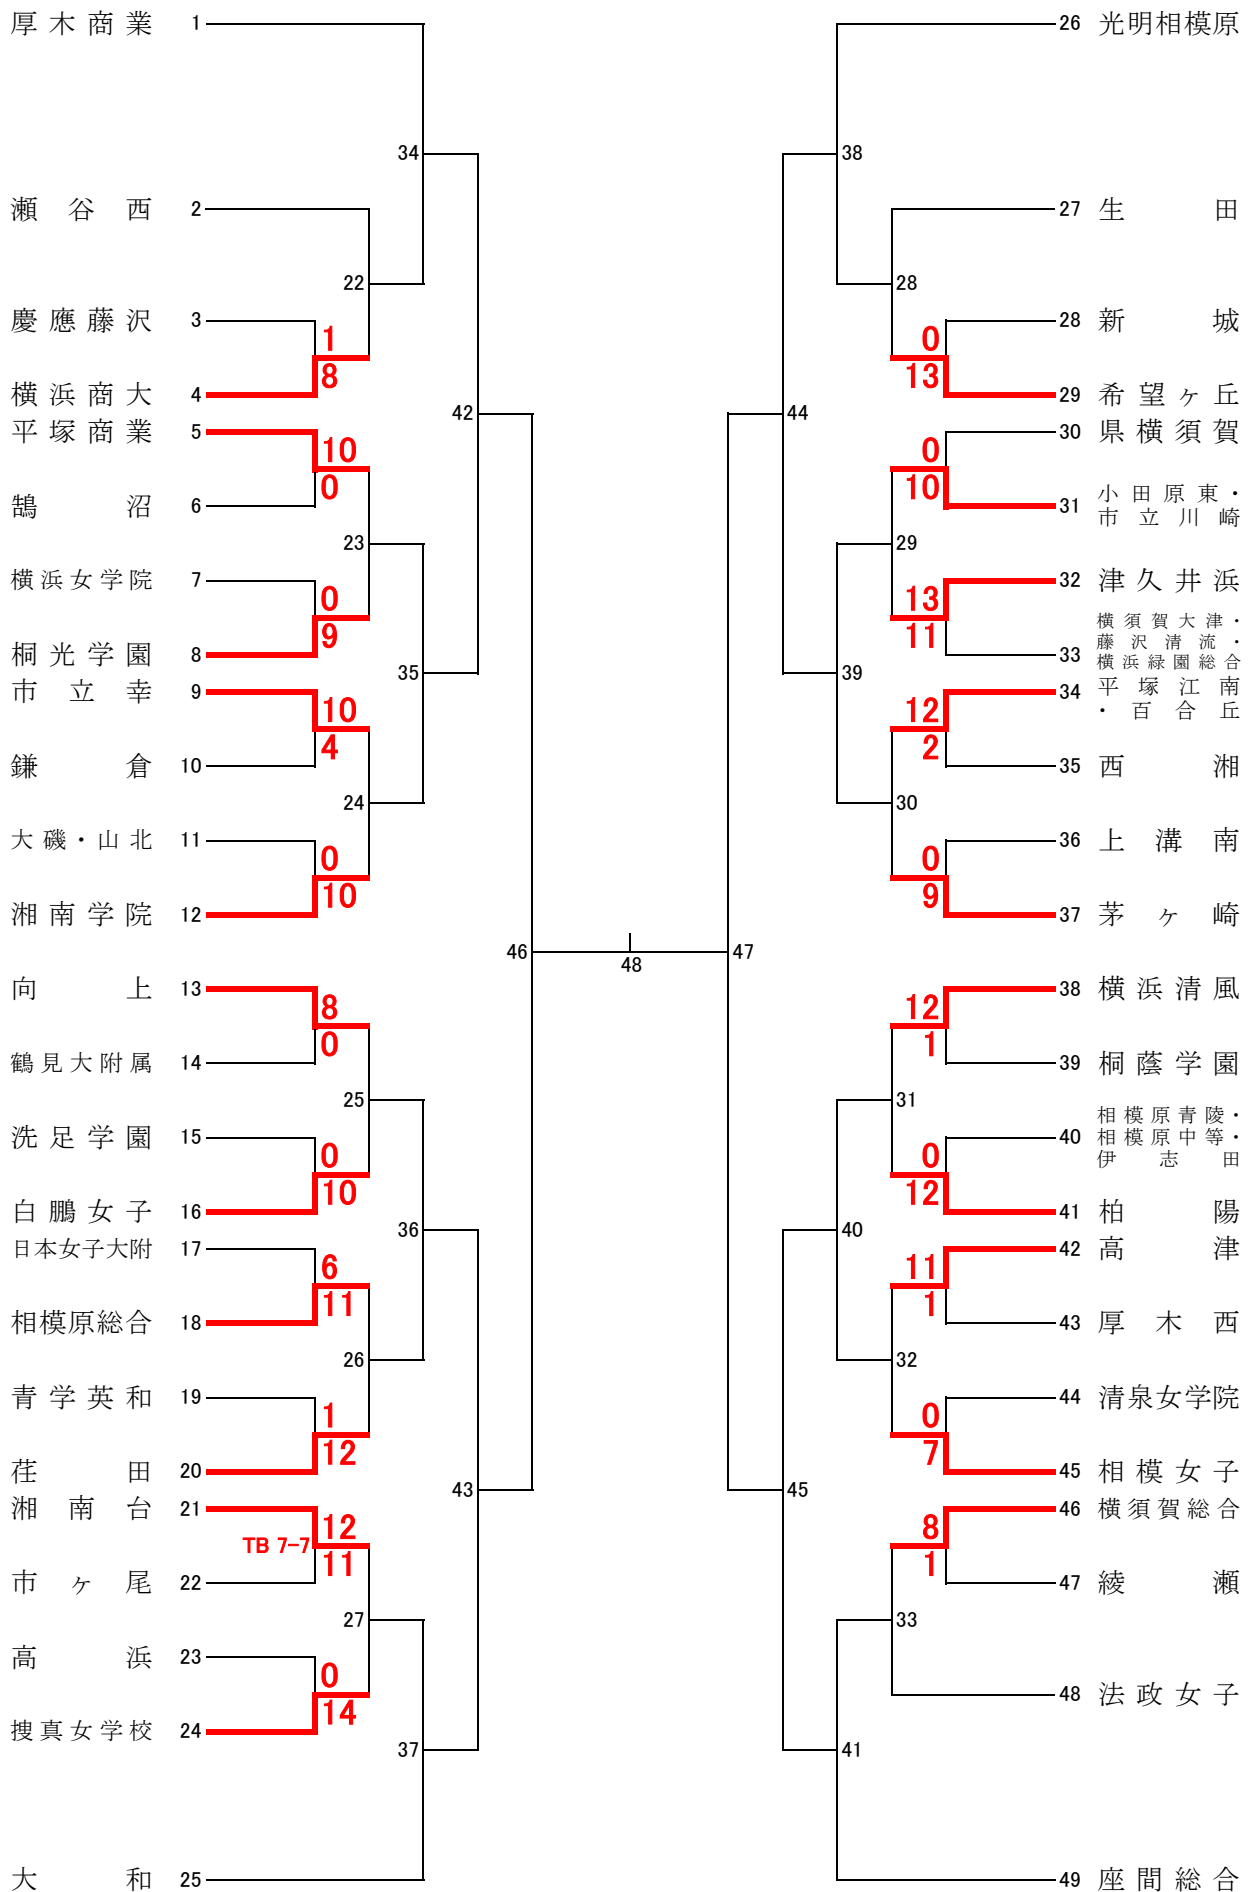 厚木商業 1
34
瀬谷西 2
22
慶應藤沢 3
1
8
横浜商大 4
42
平塚商業 5
10
0
鵠沼 6
23
横浜女学院 7
0
9
桐光学園 8
35
市立幸 9
10
4
鎌倉 10
24
大磯・山北 11
0
10
湘南学院 12
46
48
47
向上 13
8
0
鶴見大附属 14
25
洗足学園 15
0
10
白鵬女子 16
36
日本女子大附 17
6
11
相模原総合 18
26
青学英和 19
1
12
荏田 20
43
湘南台 21
12
TB 7-7
11
市ヶ尾 22
27
高浜 23
0
14
捜真女学校 24
37
大和 25
26 光明相模原
38
27 生田
28
28 新城
0
13
29 希望ヶ丘
44
30 県横須賀
0
10
31 小田原東・
市立川崎
29
32 津久井浜
13
11
33 横須賀大津・
藤沢清流・
横浜緑園総合
39
34 平塚江南
・百合丘
12
2
35 西湘
30
36 上溝南
0
9
37 茅ヶ崎
38 横浜清風
12
1
39 桐蔭学園
31
40 相模原青陵・
相模原中等・
伊志田
0
12
41 柏陽
40
42 高津
11
1
43 厚木西
32
44 清泉女学院
0
7
45 相模女子
45
46 横須賀総合
8
1
47 綾瀬
33
48 法政女子
41
49 座間総合